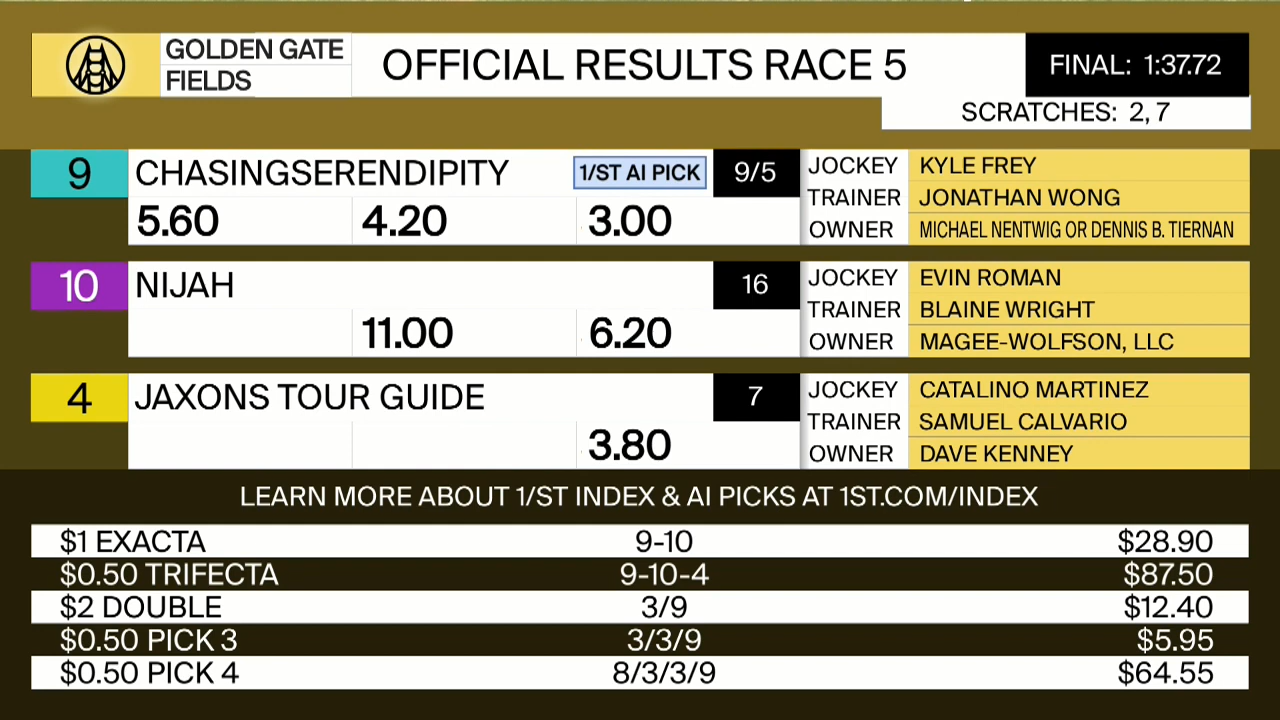 GOLDEN GATE
FIELDS
OFFICIAL RESULTS RACE 5
FINAL: 1:37.72
SCRATCHES: 2, 7
9 CHASINGSERENDIPITY 1/ST AI PICK 9/5
5.60 4.20 3.00
JOCKEY KYLE FREY
TRAINER JONATHAN WONG
OWNER MICHAEL NENTWIG OR DENNIS B. TIERNAN
10 NIJAH 16
11.00 6.20
JOCKEY EVIN ROMAN
TRAINER BLAINE WRIGHT
OWNER MAGEE-WOLFSON, LLC
4 JAXONS TOUR GUIDE 7
3.80
JOCKEY CATALINO MARTINEZ
TRAINER SAMUEL CALVARIO
OWNER DAVE KENNEY
LEARN MORE ABOUT 1/ST INDEX & AI PICKS AT 1ST.COM/INDEX
$1 EXACTA 9-10 $28.90
$0.50 TRIFECTA 9-10-4 $87.50
$2 DOUBLE 3/9 $12.40
$0.50 PICK 3 3/3/9 $5.95
$0.50 PICK 4 8/3/3/9 $64.55